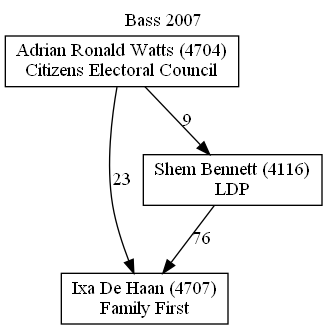 Bass 2007
Adrian Ronald Watts (4704)
Citizens Electoral Council
9
Shem Bennett (4116)
LDP
23
76
Ixa De Haan (4707)
Family First